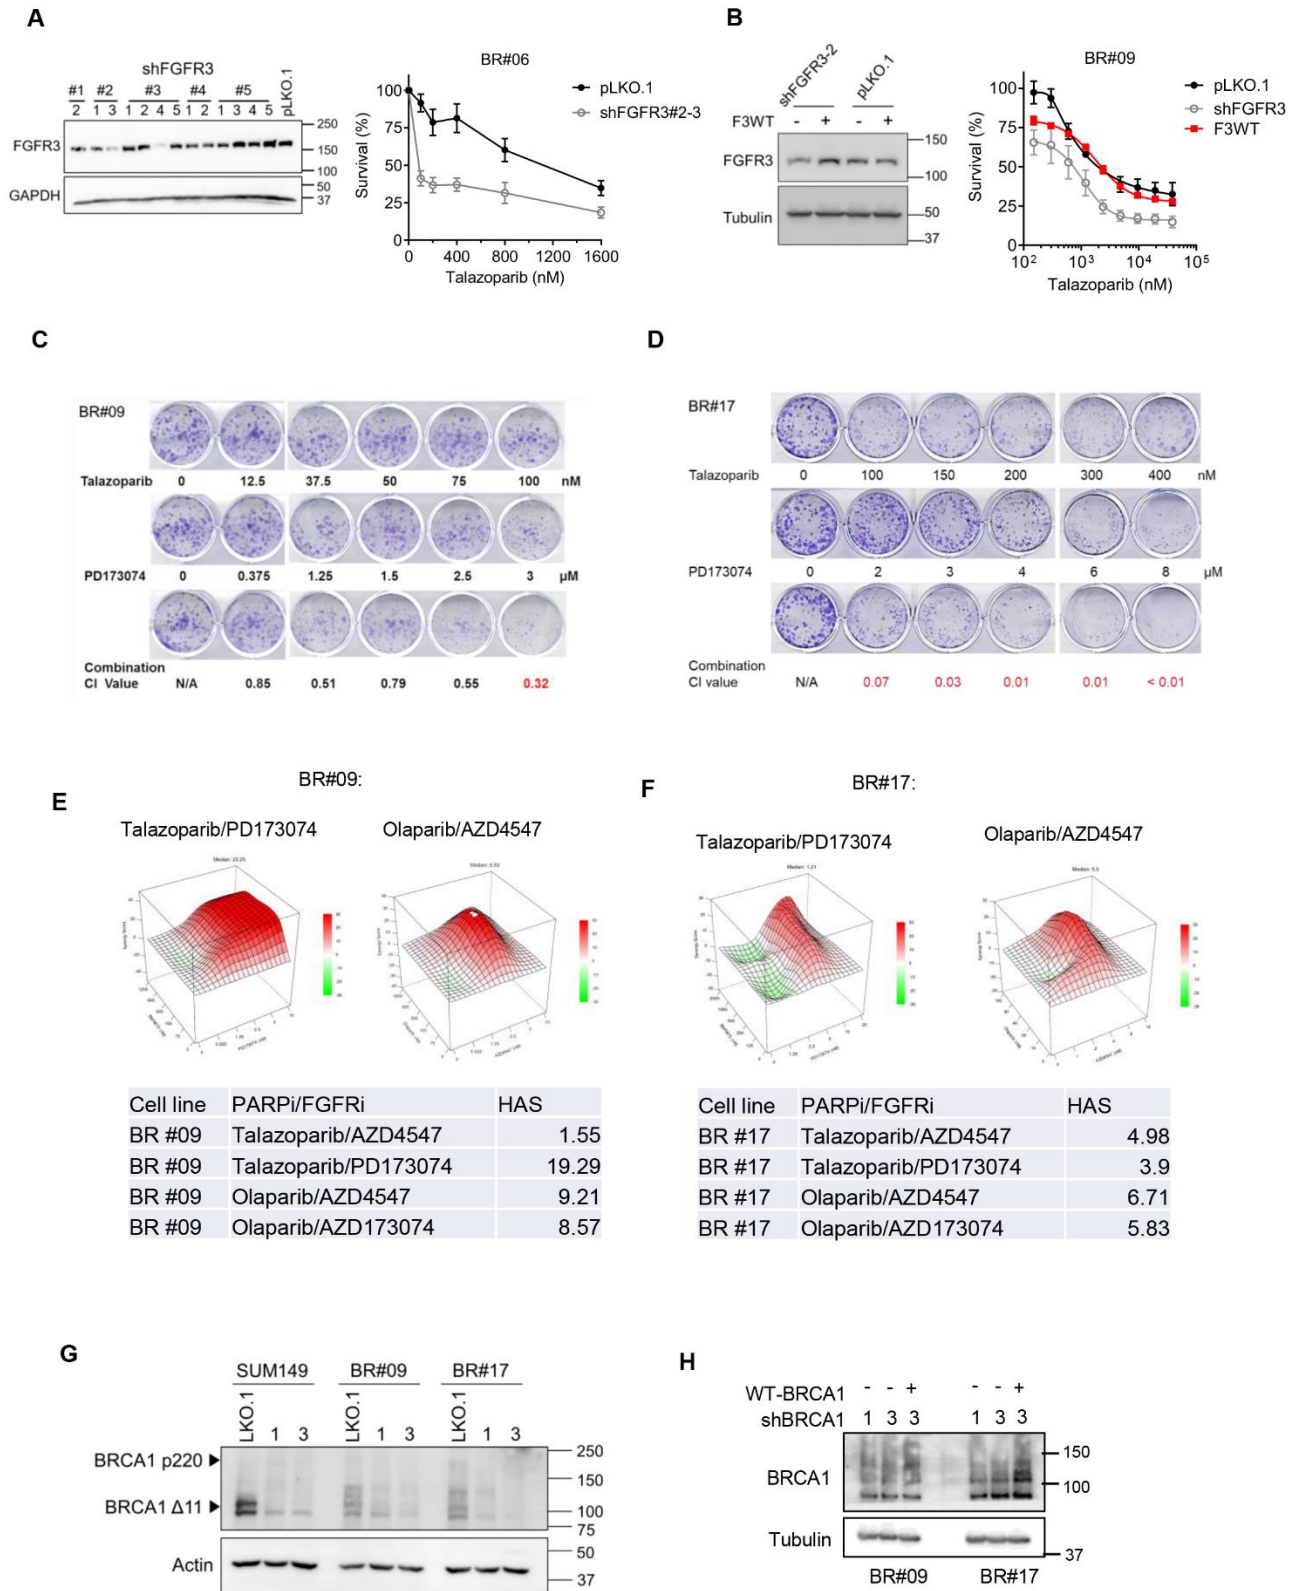 A
shFGFR3
#1 #2 #3 #4 #5 pLKO.1
2 1 3 1 2 4 5 1 2 1 3 4 5
FGFR3
GAPDH
250
150
100
50
37
BR#06
pLKO.1
shFGFR3#2-3
Survival (%)
100
75
50
25
0
0 400 800 1200 1600
Talazoparib (nM)
B
shFGFR3-2 pLKO.1
F3WT - + - +
FGFR3
Tubulin
150
100
50
37
BR#09
pLKO.1
shFGFR3
F3WT
Survival (%)
100
75
50
25
0
10² 10³ 10⁴ 10⁵
Talazoparib (nM)
C
BR#09
Talazoparib 0 12.5 37.5 50 75 100 nM
PD173074 0 0.375 1.25 1.5 2.5 3 µM
Combination
CI Value N/A 0.85 0.51 0.79 0.55 0.32
D
BR#17
Talazoparib 0 100 150 200 300 400 nM
PD173074 0 2 3 4 6 8 µM
Combination
CI value N/A 0.07 0.03 0.01 0.01 < 0.01
E
BR#09:
Talazoparib/PD173074 Olaparib/AZD4547
Cell line PARPi/FGFRi HAS
BR #09 Talazoparib/AZD4547 1.55
BR #09 Talazoparib/PD173074 19.29
BR #09 Olaparib/AZD4547 9.21
BR #09 Olaparib/AZD173074 8.57
F
BR#17:
Talazoparib/PD173074 Olaparib/AZD4547
Cell line PARPi/FGFRi HAS
BR #17 Talazoparib/AZD4547 4.98
BR #17 Talazoparib/PD173074 3.9
BR #17 Olaparib/AZD4547 6.71
BR #17 Olaparib/AZD173074 5.83
G
SUM149 BR#09 BR#17
LKO.1 1 3 LKO.1 1 3 LKO.1 1 3
BRCA1 p220
BRCA1 Δ11
Actin
250
150
100
75
50
37
H
WT-BRCA1 - - + - - +
shBRCA1 1 3 3 1 3 3
BRCA1
Tubulin
150
100
37
BR#09 BR#17